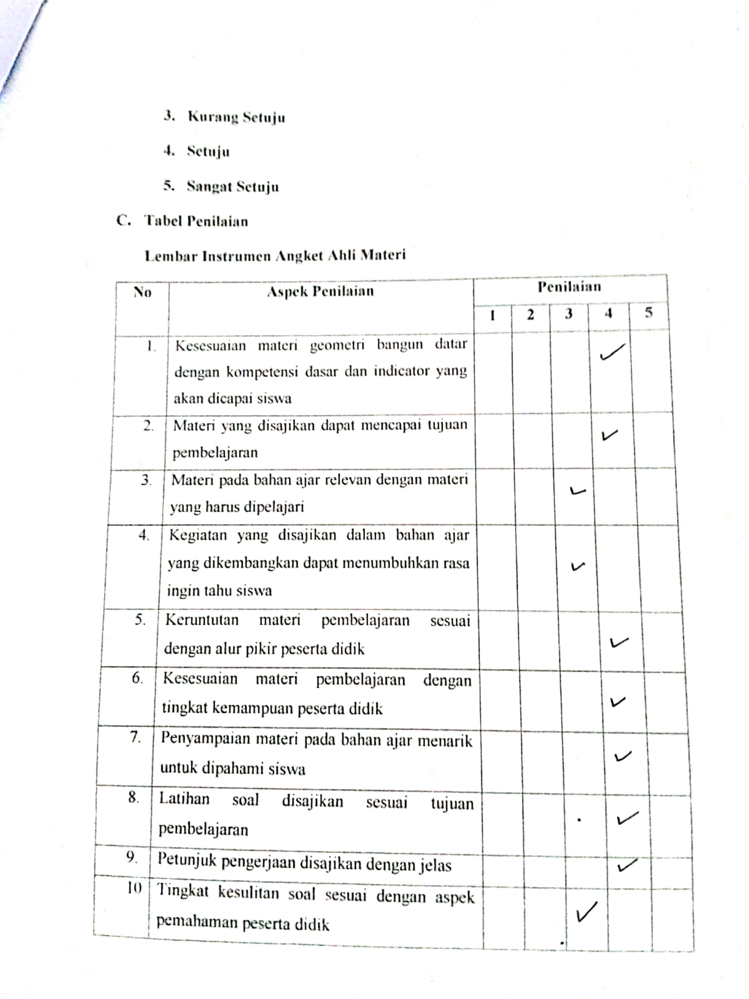 3. Kurang Setuju
4. Setuju
5. Sangat Setuju
C. Tabel Penilaian
Lembar Instrumen Angket Ahli Materi
No Aspek Penilaian Penilaian
1 2 3 4 5
1. Kesesuaian materi geometri bangun datar ✓
dengan kompetensi dasar dan indicator yang
akan dicapai siswa
2. Materi yang disajikan dapat mencapai tujuan ✓
pembelajaran
3. Materi pada bahan ajar relevan dengan materi ✓
yang harus dipelajari
4. Kegiatan yang disajikan dalam bahan ajar
yang dikembangkan dapat menumbuhkan rasa ✓
ingin tahu siswa
5. Keruntutan materi pembelajaran sesuai
dengan alur pikir peserta didik ✓
6. Kesesuaian materi pembelajaran dengan
tingkat kemampuan peserta didik ✓
7. Penyampaian materi pada bahan ajar menarik
untuk dipahami siswa ✓
8. Latihan soal disajikan sesuai tujuan
pembelajaran ✓
9. Petunjuk pengerjaan disajikan dengan jelas ✓
10 Tingkat kesulitan soal sesuai dengan aspek
pemahaman peserta didik ✓